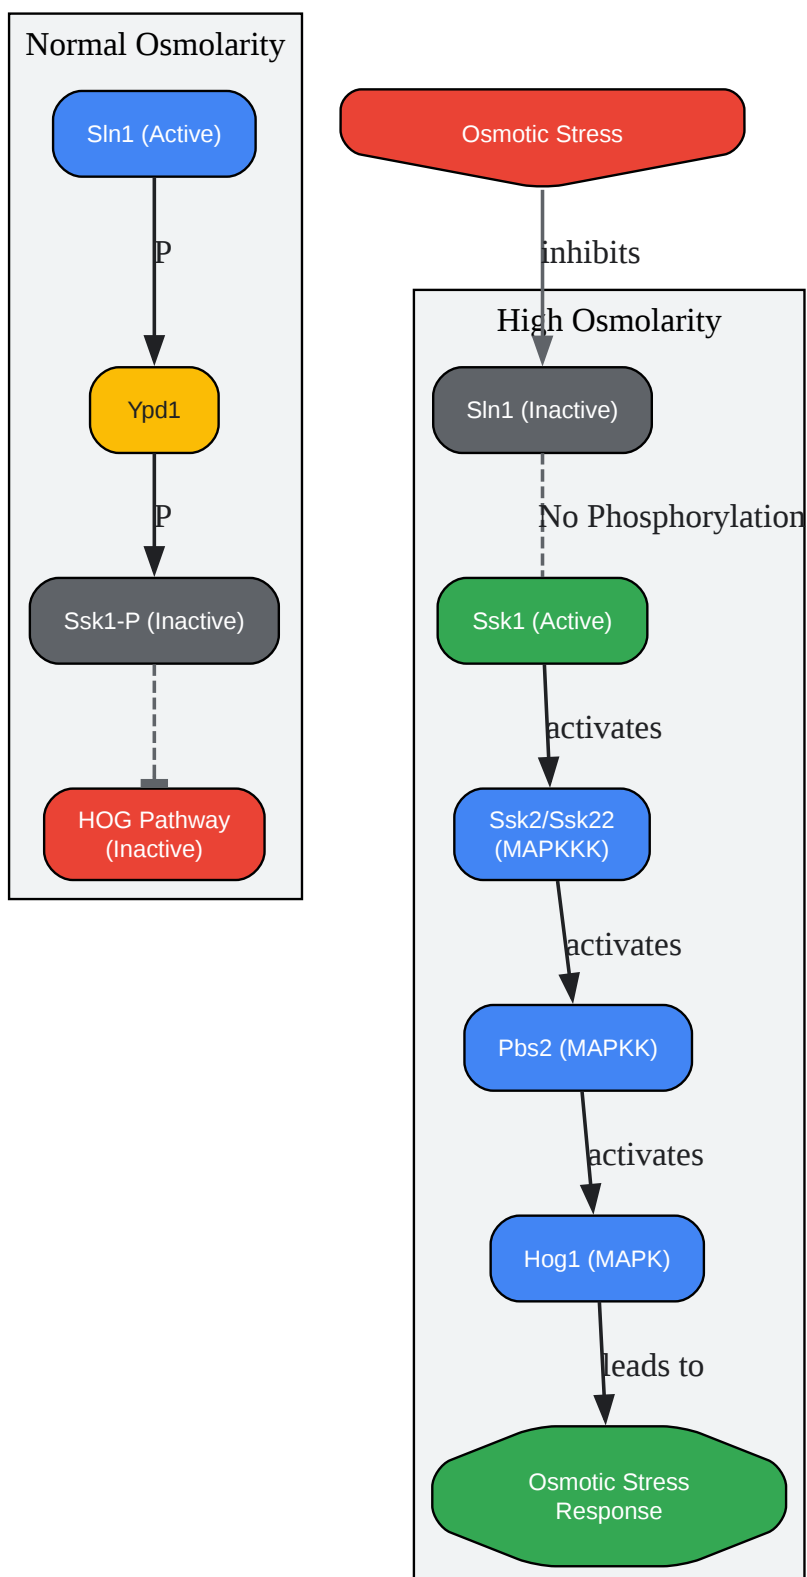 Normal Osmolarity
Sln1 (Active)
P
Ypd1
P
Ssk1-P (Inactive)
HOG Pathway
(Inactive)
Osmotic Stress
inhibits
High Osmolarity
Sln1 (Inactive)
No Phosphorylation
Ssk1 (Active)
activates
Ssk2/Ssk22
(MAPKKK)
activates
Pbs2 (MAPKK)
activates
Hog1 (MAPK)
leads to
Osmotic Stress
Response